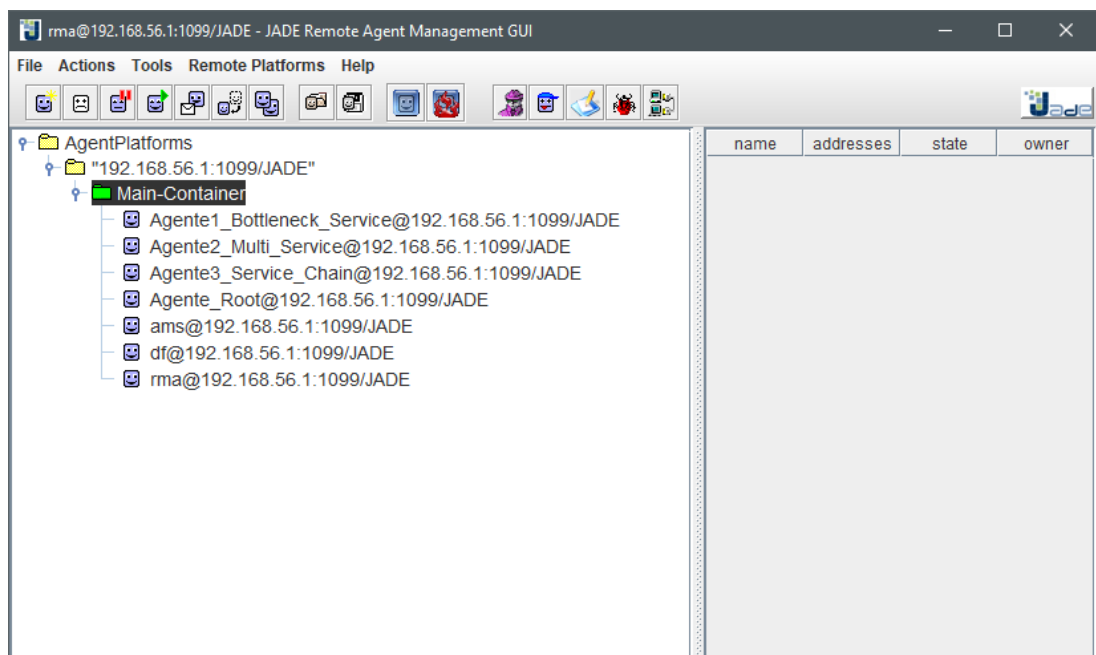 rma@192.168.56.1:1099/JADE - JADE Remote Agent Management GUI
File Actions Tools Remote Platforms Help
Jade
AgentPlatforms
"192.168.56.1:1099/JADE"
Main-Container
Agente1_Bottleneck_Service@192.168.56.1:1099/JADE
Agente2_Multi_Service@192.168.56.1:1099/JADE
Agente3_Service_Chain@192.168.56.1:1099/JADE
Agente_Root@192.168.56.1:1099/JADE
ams@192.168.56.1:1099/JADE
df@192.168.56.1:1099/JADE
rma@192.168.56.1:1099/JADE
name addresses state owner